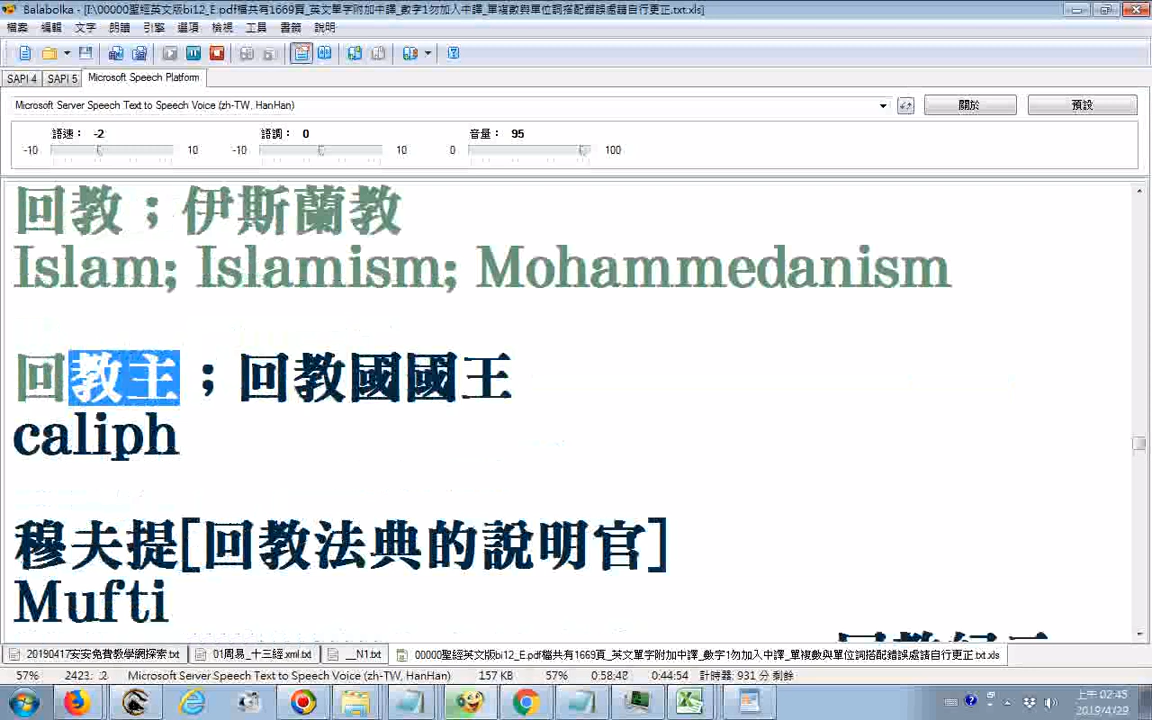 Balabolka - [I:\00000聖經英文版bi12_E.pdf檔共有1669頁_英文單字附加中譯_數字1勿加入中譯_單複數與單位詞搭配錯誤處請自行更正.txt.xls]
檔案 編輯 文字 朗讀 引擎 選項 檢視 工具 書籤 說明
SAPI 4 SAPI 5 Microsoft Speech Platform
Microsoft Server Speech Text to Speech Voice (zh-TW, HanHan) 關於 預設
語速： -2 語調： 0 音量： 95
-10 10 -10 10 0 100
回教；伊斯蘭教
Islam; Islamism; Mohammedanism
回教主；回教國國王
caliph
穆夫提[回教法典的說明官]
Mufti
20190417安安免費教學網探索.txt 01周易_十三經.xml.txt __N1.txt 00000聖經英文版bi12_E.pdf檔共有1669頁_英文單字附加中譯_數字1勿加入中譯_單複數與單位詞搭配錯誤處請自行更正.txt.xls
57% 2423: :2 Microsoft Server Speech Text to Speech Voice (zh-TW, HanHan) 157 KB 57% 0:58:48 0:44:54 計時器: 931 分 剩餘
上午 02:45
2019/4/29